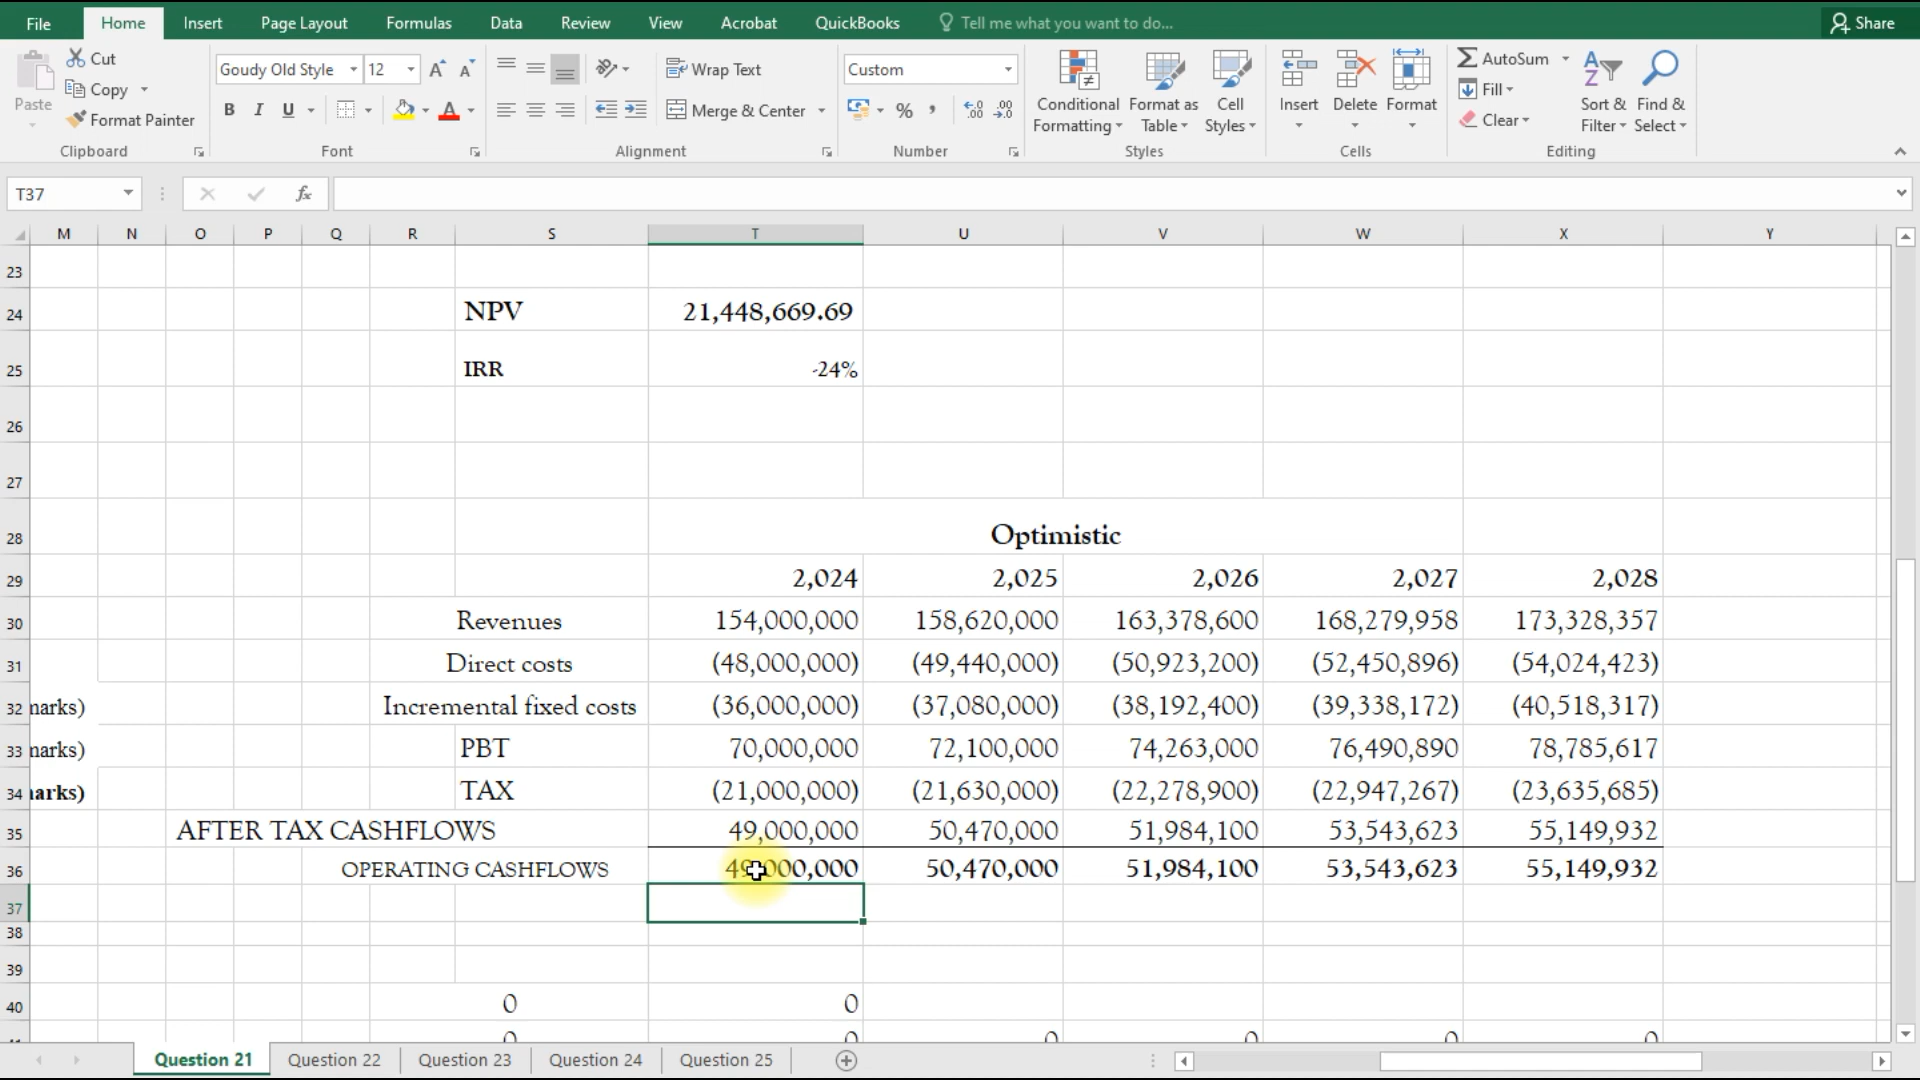 File Home Insert Page Layout Formulas Data Review View Acrobat QuickBooks Tell me what you want to do... Share
Paste Cut Copy Format Painter Clipboard
Goudy Old Style 12 A A B I U A Font
Wrap Text Merge & Center Alignment
Custom % , .0 .00 Number
Conditional Formatting Format as Table Cell Styles Styles
Insert Delete Format Cells
AutoSum Fill Clear Sort & Filter Find & Select Editing
T37 fx
M N O P Q R S T U V W X Y
23
24 NPV 21,448,669.69
25 IRR -24%
26
27
28 Optimistic
29 2,024 2,025 2,026 2,027 2,028
30 Revenues 154,000,000 158,620,000 163,378,600 168,279,958 173,328,357
31 Direct costs (48,000,000) (49,440,000) (50,923,200) (52,450,896) (54,024,423)
32 marks) Incremental fixed costs (36,000,000) (37,080,000) (38,192,400) (39,338,172) (40,518,317)
33 marks) PBT 70,000,000 72,100,000 74,263,000 76,490,890 78,785,617
34 marks) TAX (21,000,000) (21,630,000) (22,278,900) (22,947,267) (23,635,685)
35 AFTER TAX CASHFLOWS 49,000,000 50,470,000 51,984,100 53,543,623 55,149,932
36 OPERATING CASHFLOWS 49,000,000 50,470,000 51,984,100 53,543,623 55,149,932
37
38
39
40 0 0
Question 21 Question 22 Question 23 Question 24 Question 25